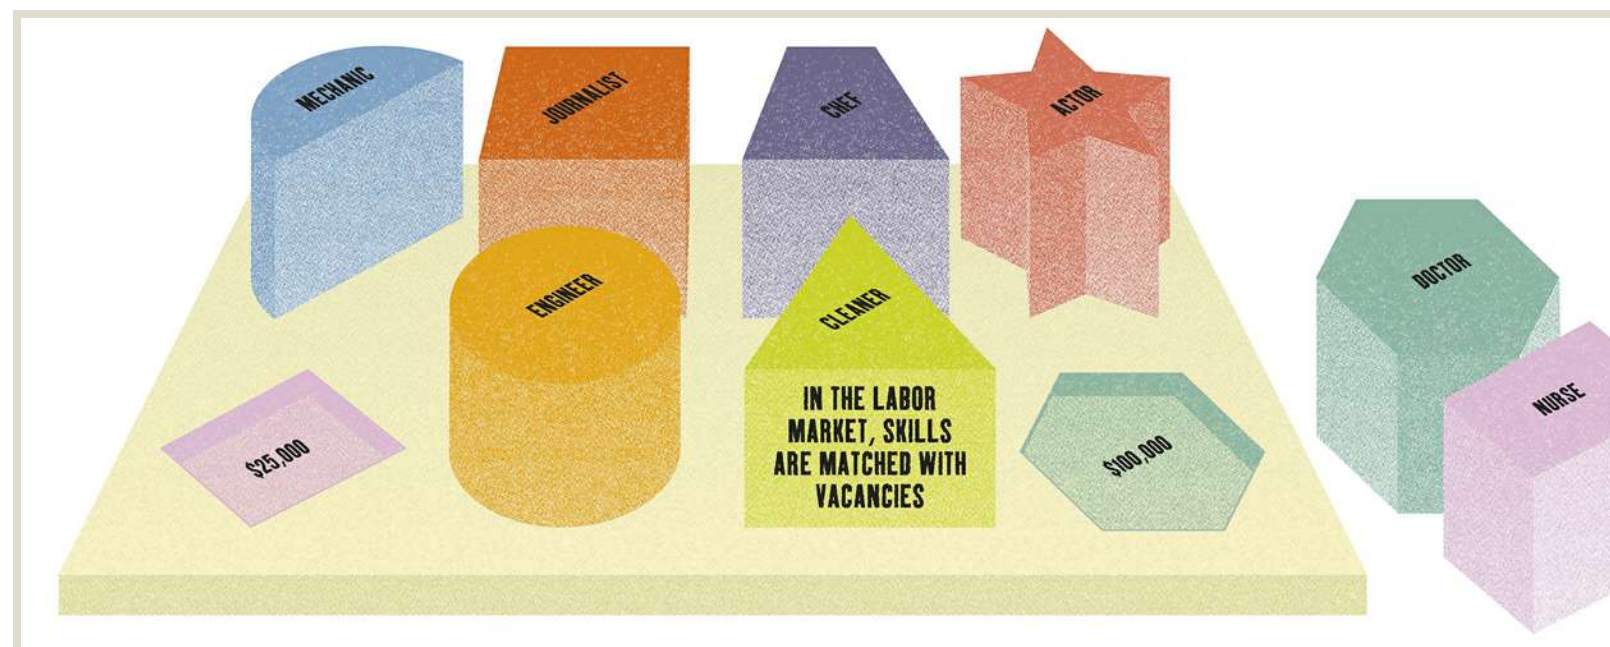 MECHANIC
JOURNALIST
CHEF
ACTOR
DOCTOR
ENGINEER
CLEANER
NURSE
$25,000
IN THE LABOR
MARKET, SKILLS
ARE MATCHED WITH
VACANCIES
$100,000